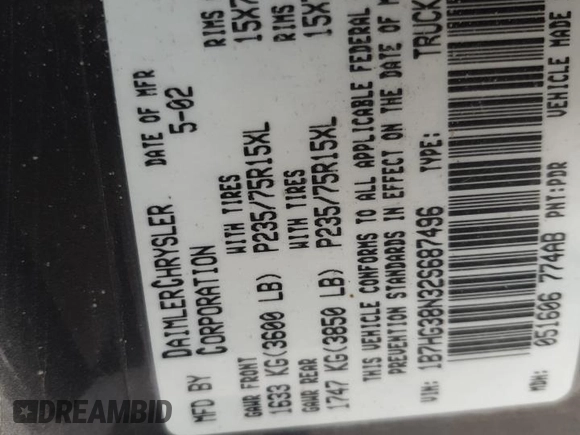 MFD BY DAIMLERCHRYSLER CORPORATION
DATE OF MFR
5-02
GAWR FRONT WITH TIRES RIMS
1633 KG(3600 LB) P235/75R15XL 15X7
GAWR REAR WITH TIRES RIMS
1747 KG(3850 LB) P235/75R15XL 15X
THIS VEHICLE CONFORMS TO ALL APPLICABLE FEDERAL
PREVENTION STANDARDS IN EFFECT ON THE DATE OF M
VIN: 1B7HG38N32S687496 TYPE: TRUCK
MDH: 051606 774AB PNT:PDR VEHICLE MADE
DREAMBID